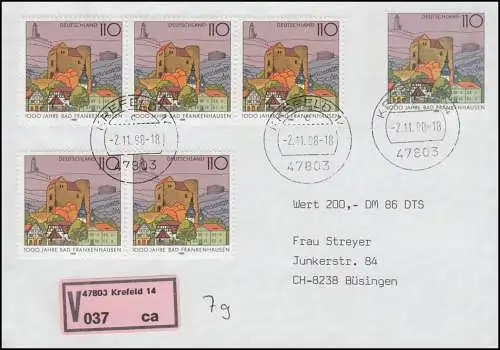 DEUTSCHLAND 110
DEUTSCHLAND 110
DEUTSCHLAND 110
DEUTSCHLAND 110
1000 JAHRE BAD FRANKENHAUSEN
1000 JAHRE BAD FRANKENHAUSEN
1000 JAHRE BAD FRANKENHAUSEN
1000 JAHRE BAD FRANKENHAUSEN
KREFELD
-2.11.98-18
47803
KREFELD
-2.11.98-18
47803
-2.11.98-18
47803
DEUTSCHLAND 110
DEUTSCHLAND 110
1000 JAHRE BAD FRANKENHAUSEN
1000 JAHRE BAD FRANKENHAUSEN
Wert 200,- DM 86 DTS
Frau Streyer
Junkerstr. 84
CH-8238 Büsingen
V 47803 Krefeld 14
037 ca
7g